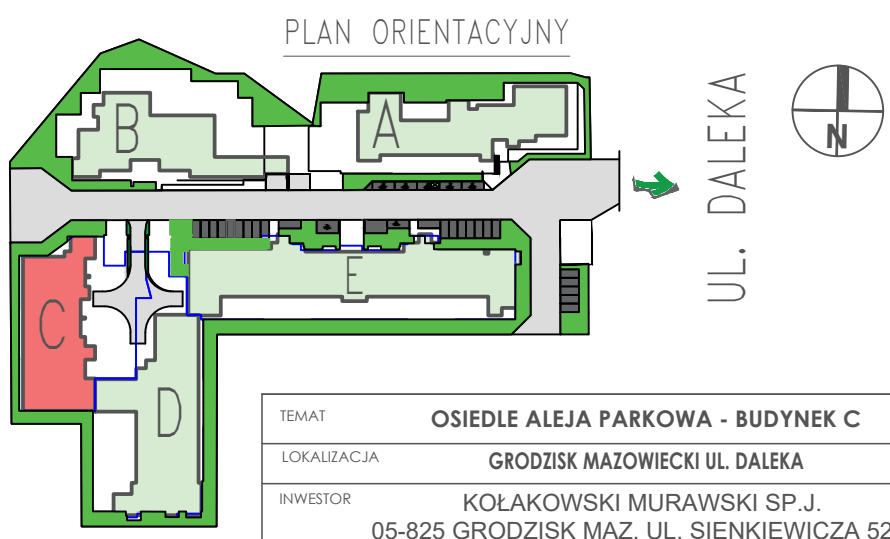 PLAN ORIENTACYJNY
B
A
UL. DALEKA
N
E
C
D
TEMAT OSIEDLE ALEJA PARKOWA - BUDYNEK C
LOKALIZACJA GRODZISK MAZOWIECKI UL. DALEKA
INWESTOR KOŁAKOWSKI MURAWSKI SP.J.
05-825 GRODZISK MAZ. UL. SIENKIEWICZA 52